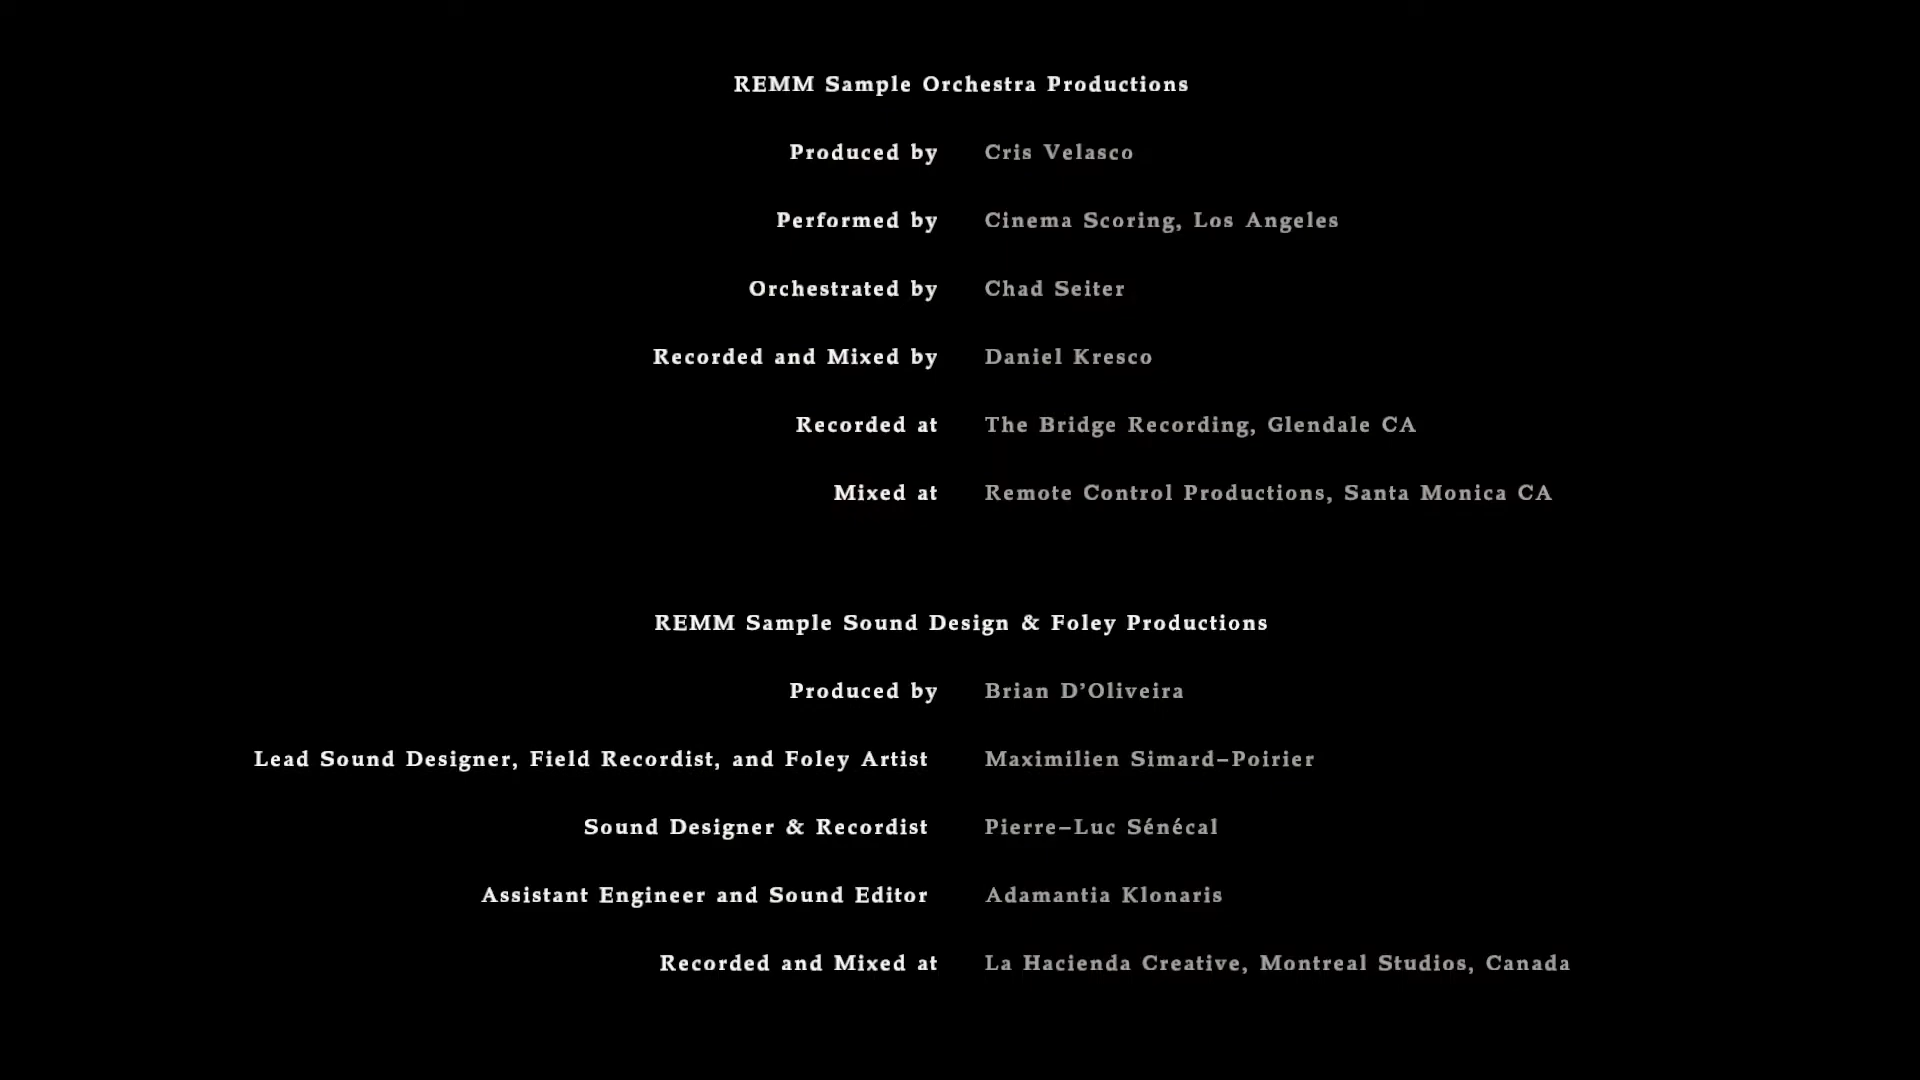 REMM Sample Orchestra Productions
Produced by Cris Velasco
Performed by Cinema Scoring, Los Angeles
Orchestrated by Chad Seiter
Recorded and Mixed by Daniel Kresco
Recorded at The Bridge Recording, Glendale CA
Mixed at Remote Control Productions, Santa Monica CA
REMM Sample Sound Design & Foley Productions
Produced by Brian D’Oliveira
Lead Sound Designer, Field Recordist, and Foley Artist Maximilien Simard–Poirier
Sound Designer & Recordist Pierre–Luc Sénécal
Assistant Engineer and Sound Editor Adamantia Klonaris
Recorded and Mixed at La Hacienda Creative, Montreal Studios, Canada